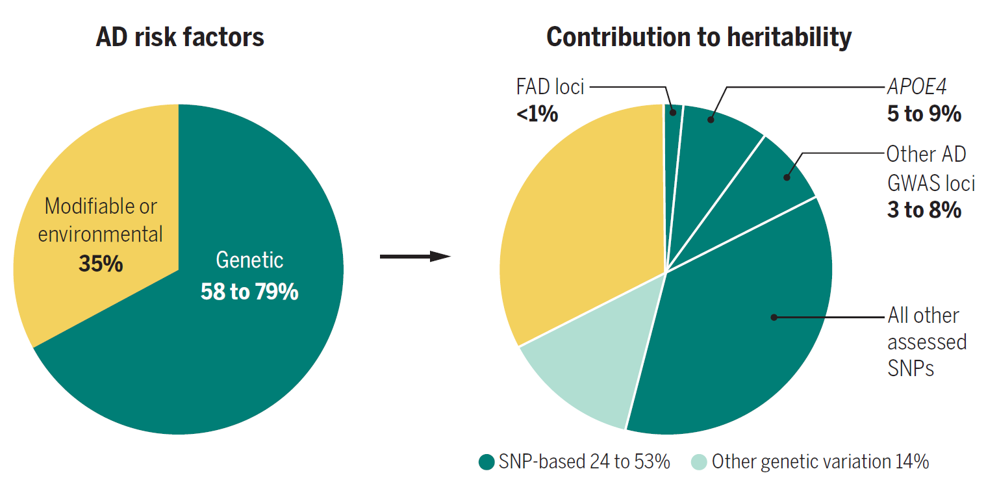 AD risk factors
Modifiable or
environmental
35%
Genetic
58 to 79%
Contribution to heritability
FAD loci
<1%
APOE4
5 to 9%
Other AD
GWAS loci
3 to 8%
All other
assessed
SNPs
SNP-based 24 to 53%
Other genetic variation 14%